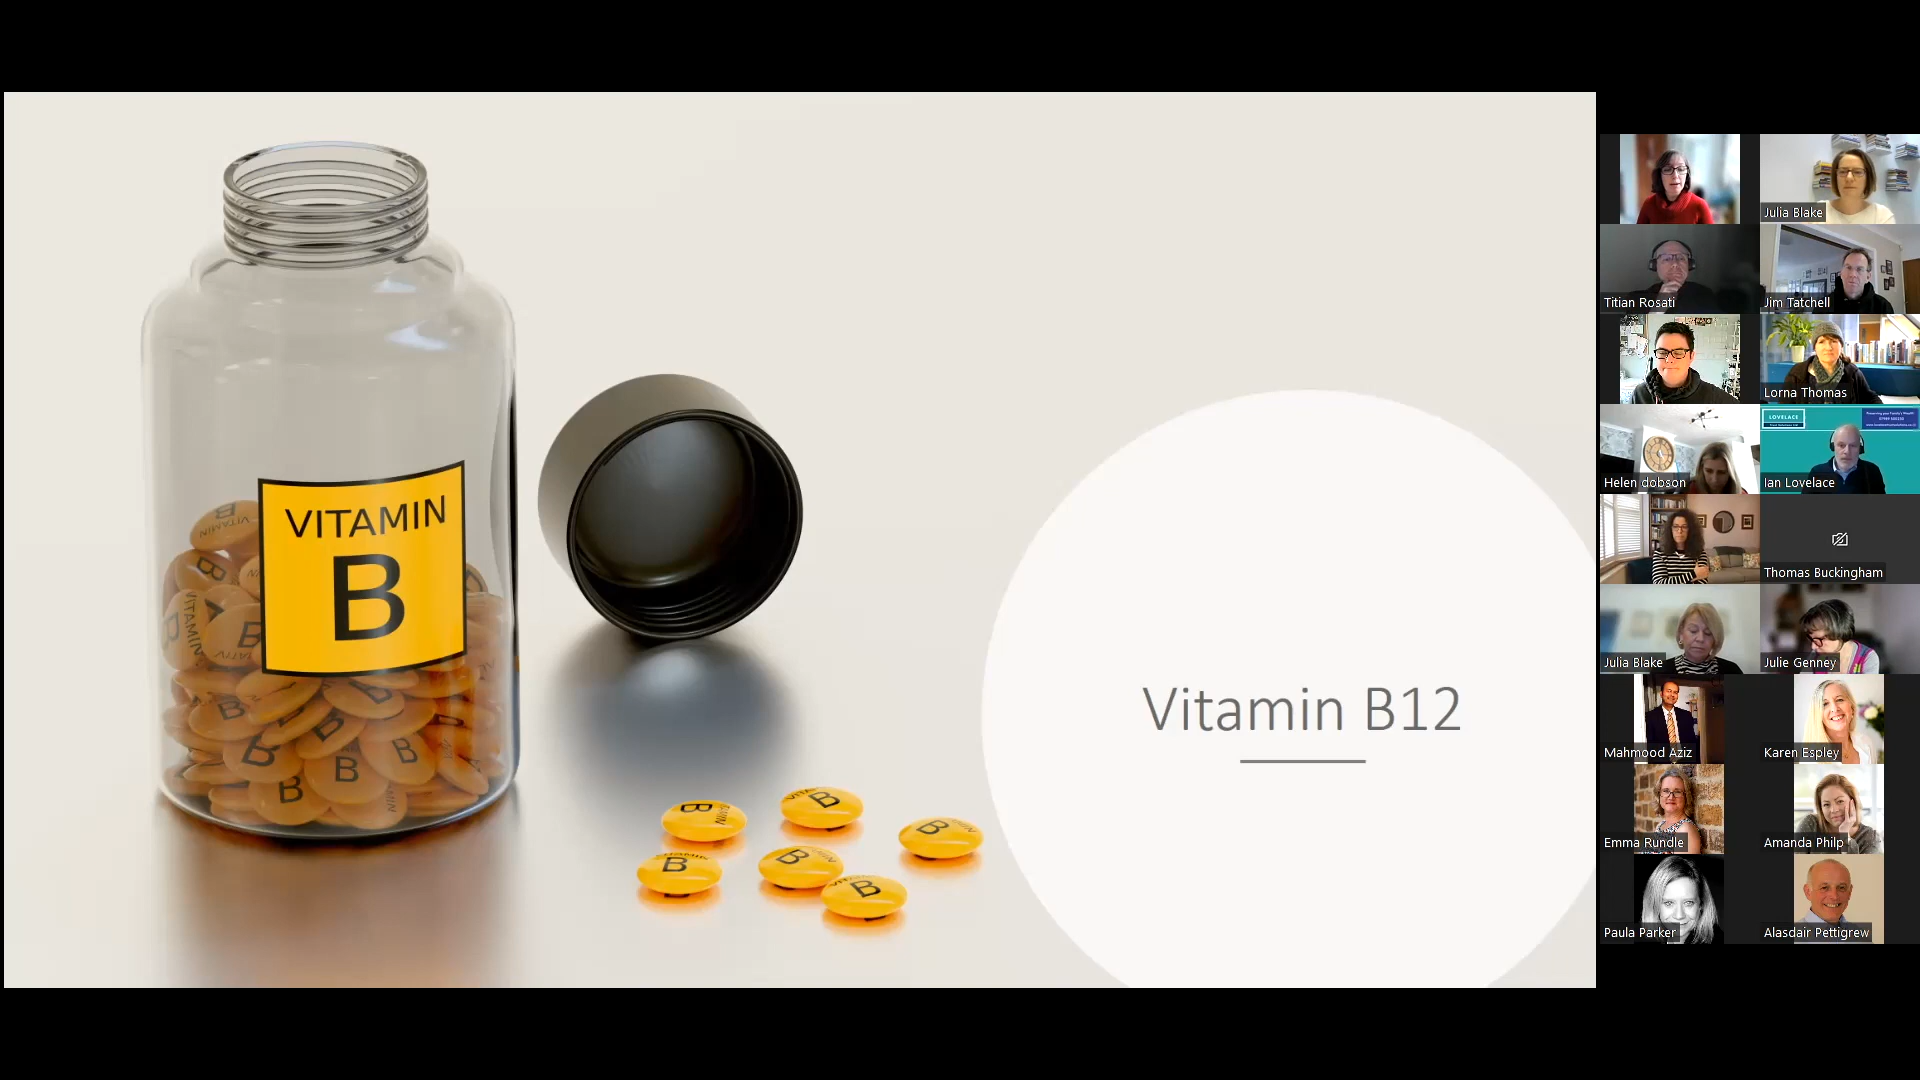 VITAMIN
B
Vitamin B12
Julia Blake
Titian Rosati
Jim Tatchell
Lorna Thomas
Helen dobson
LOVELACE
Ian Lovelace
Thomas Buckingham
Julia Blake
Julie Genney
Mahmood Aziz
Karen Espley
Emma Rundle
Amanda Philp
Paula Parker
Alasdair Pettigrew